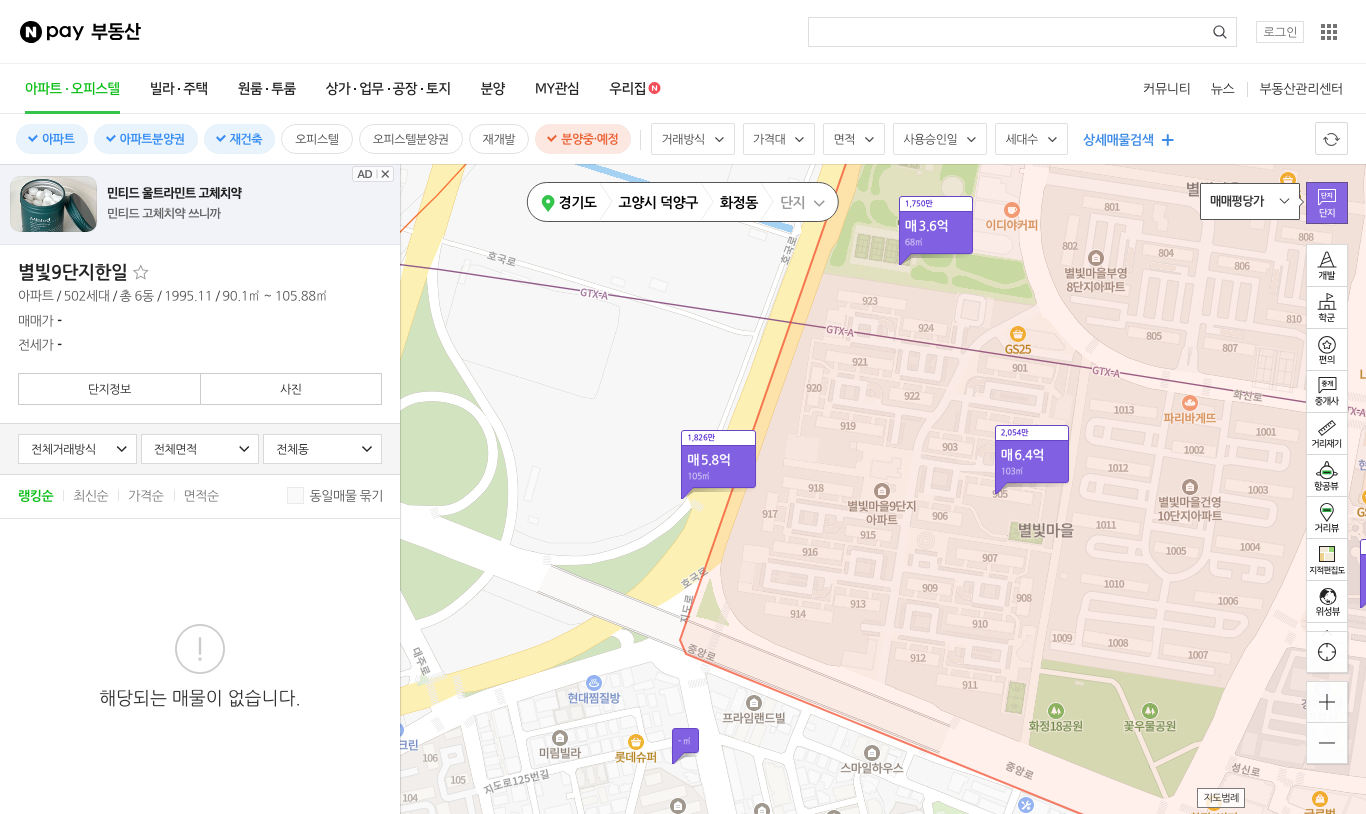 N pay 부동산
로그인
아파트 · 오피스텔
빌라 · 주택
원룸 · 투룸
상가 · 업무 · 공장 · 토지
분양
MY관심
우리집 N
커뮤니티
뉴스
부동산관리센터
아파트
아파트분양권
재건축
오피스텔
오피스텔분양권
재개발
분양중·예정
거래방식
가격대
면적
사용승인일
세대수
상세매물검색
AD
민티드 울트라민트 고체치약
민티드 고체치약 쓰니까
별빛9단지한일
아파트 / 502세대 / 총 6동 / 1995.11 / 90.1㎡ ~ 105.88㎡
매매가 -
전세가 -
단지정보
사진
전체거래방식
전체면적
전체동
랭킹순
최신순
가격순
면적순
동일매물 묶기
해당되는 매물이 없습니다.
경기도
고양시 덕양구
화정동
단지
매매평당가
단지
단지
개발
학군
편의
중개
중개사
거리재기
항공뷰
거리뷰
지적편집도
위성뷰
지도범례
1,750만
매 3.6억
68㎡
1,826만
매 5.8억
105㎡
2,054만
매 6.4억
103㎡
- ㎡
호국로
호국로
호국로
GTX-A
GTX-A
GTX-A
이디야커피
802
804
806
808
별빛마을부영
8단지아파트
805
807
810
923
924
GS25
921
901
922
920
919
화신로
파리바게뜨
1013
1001
903
1002
1003
918
917
별빛마을9단지
아파트
905
906
915
별빛마을
별빛마을건영
10단지아파트
1011
1005
1004
916
907
909
908
1010
1006
913
914
910
912
911
1009
1008
1007
지도로
중앙로
중앙로
대주로
현대찜질방
프라임랜드빌
미림빌라
롯데슈퍼
스마일하우스
화정18공원
꽃우물공원
성신로
지도로125번길
크린
106
105
104